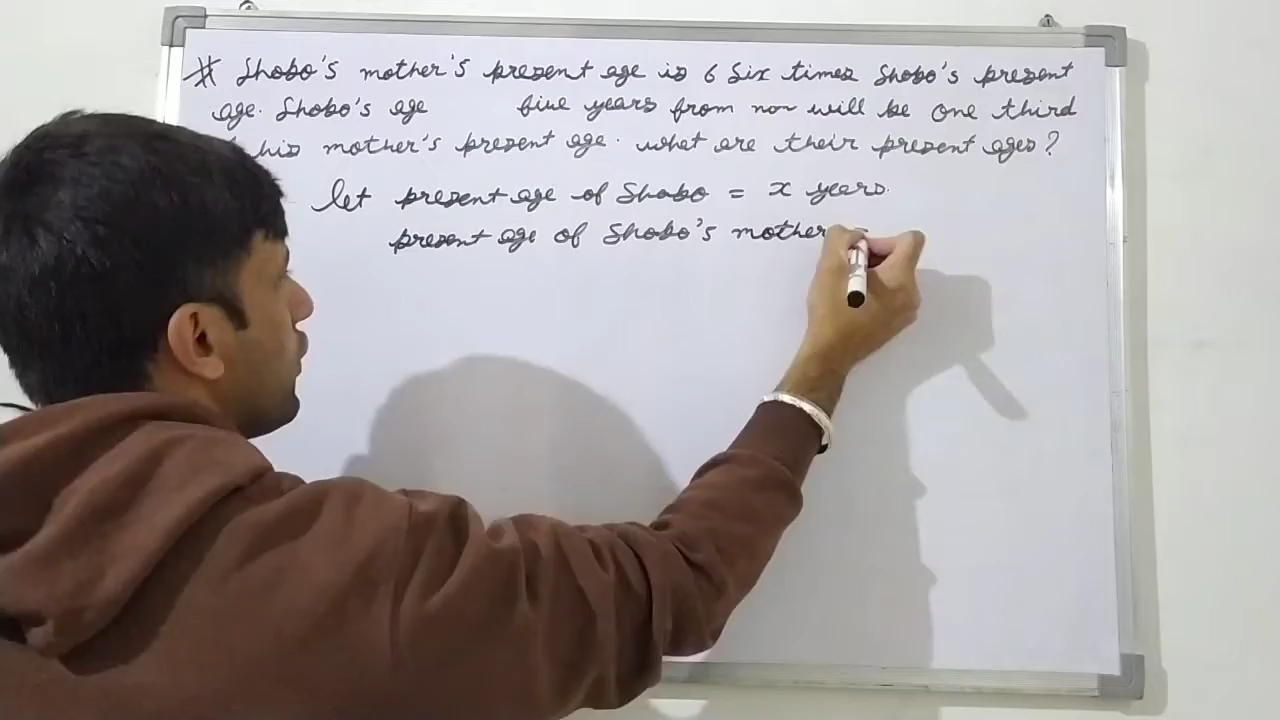 # Shobo's mother's present age is 6 Six times Shobo's present
age. Shobo's age five years from now will be one third
his mother's present age. what are their present ages?
let present age of Shobo = x years.
present age of Shobo's mother